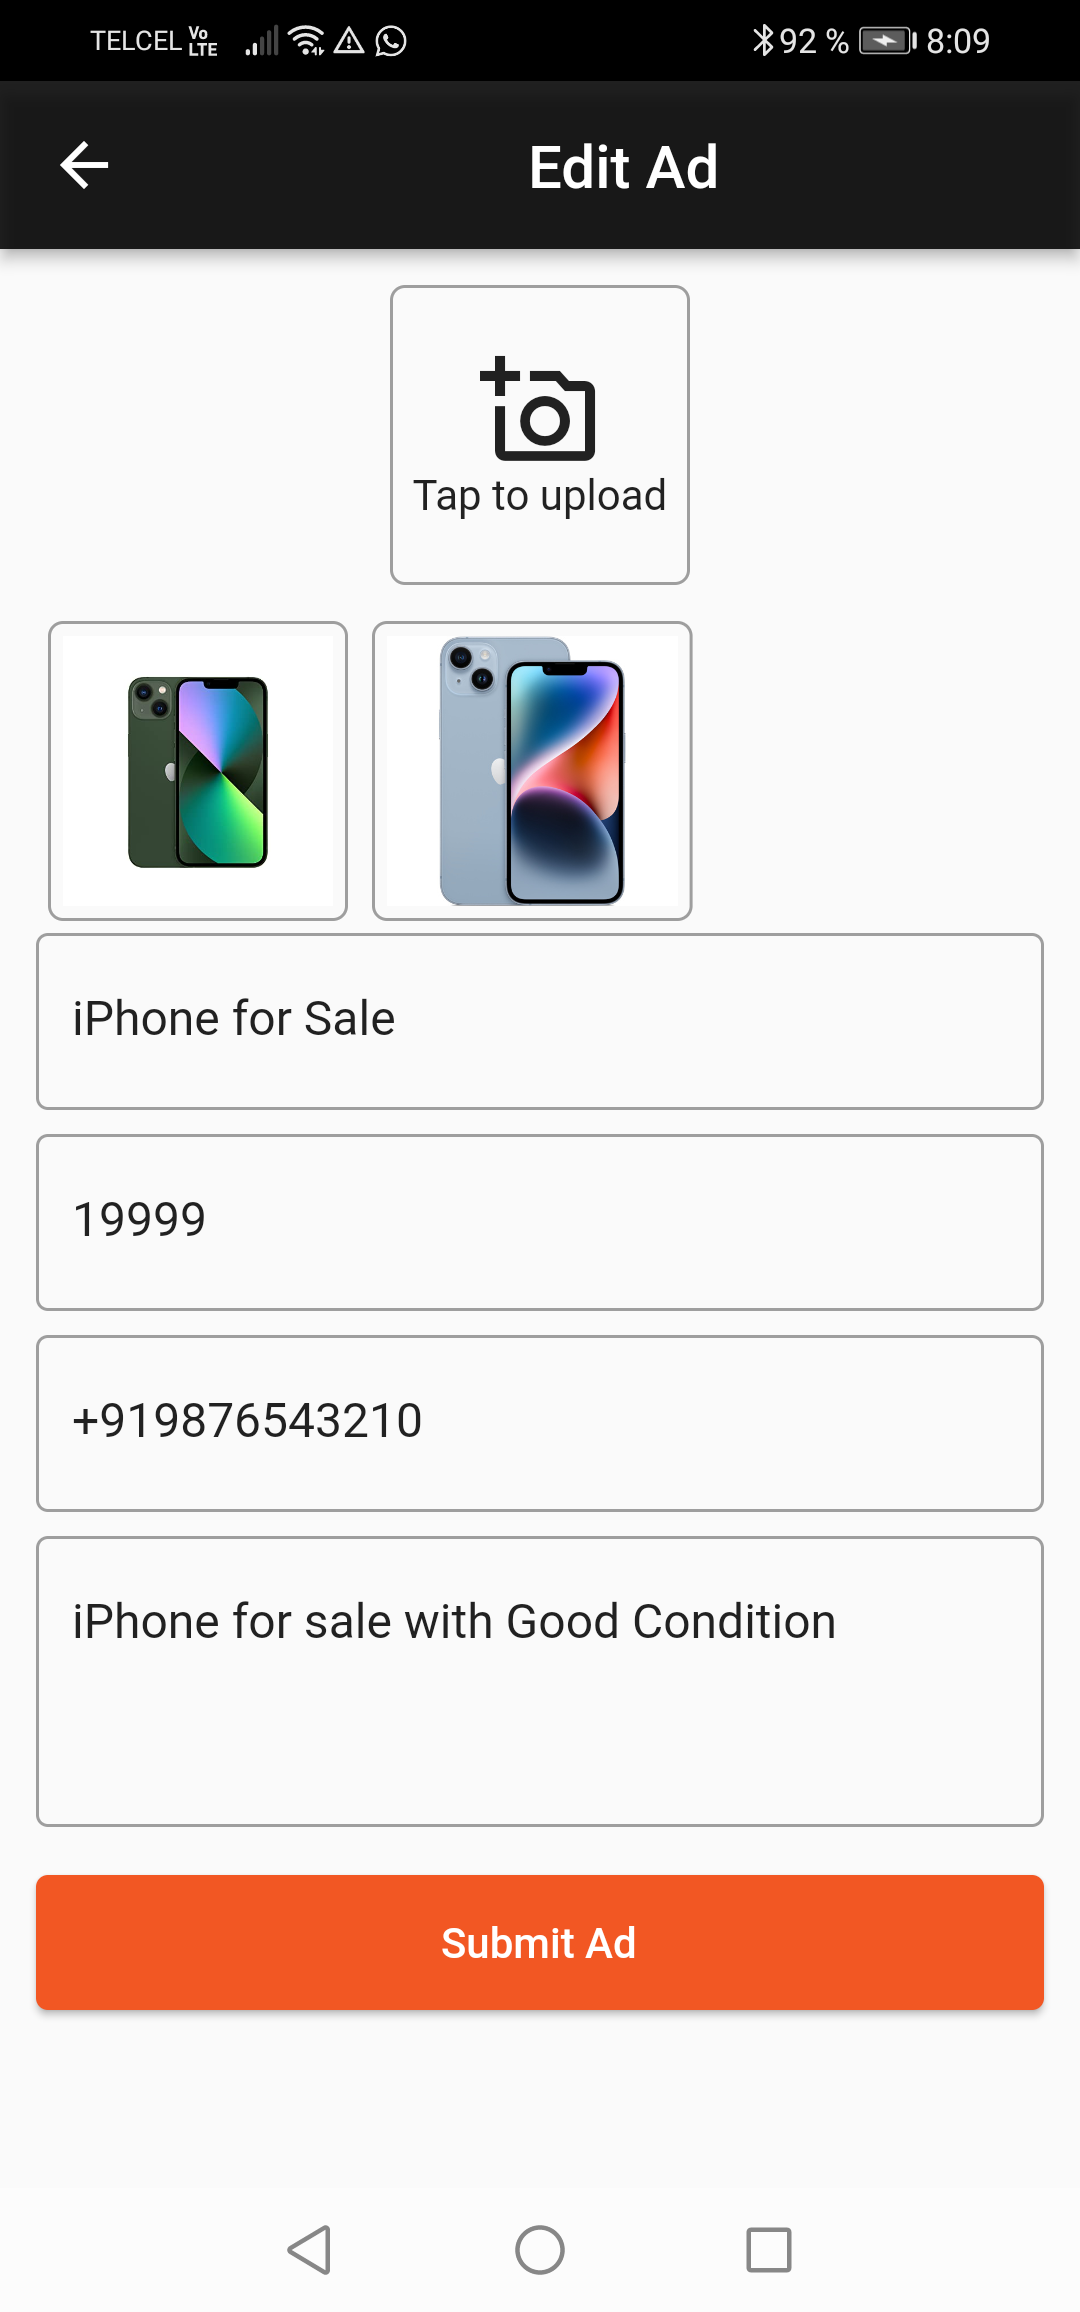 TELCEL Vo LTE 92 % 8:09
Edit Ad
Tap to upload
iPhone for Sale
19999
+919876543210
iPhone for sale with Good Condition
Submit Ad